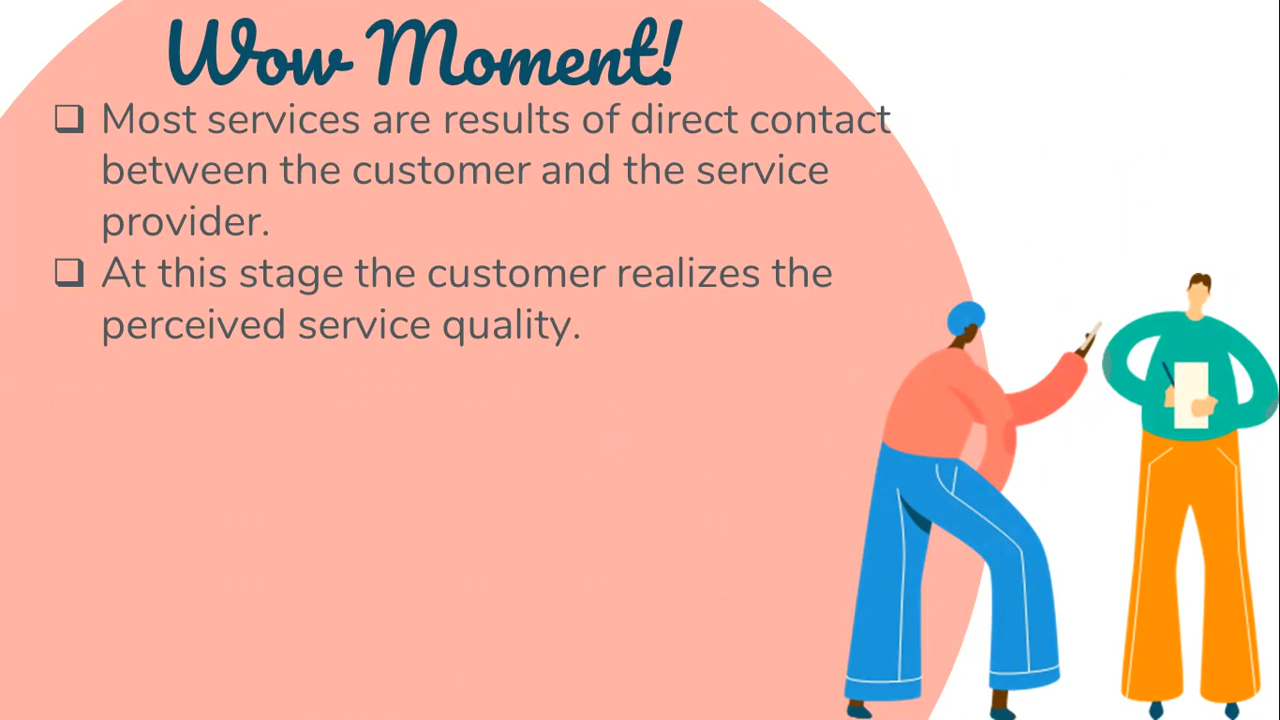 Wow Moment!
❑ Most services are results of direct contact
between the customer and the service
provider.
❑ At this stage the customer realizes the
perceived service quality.